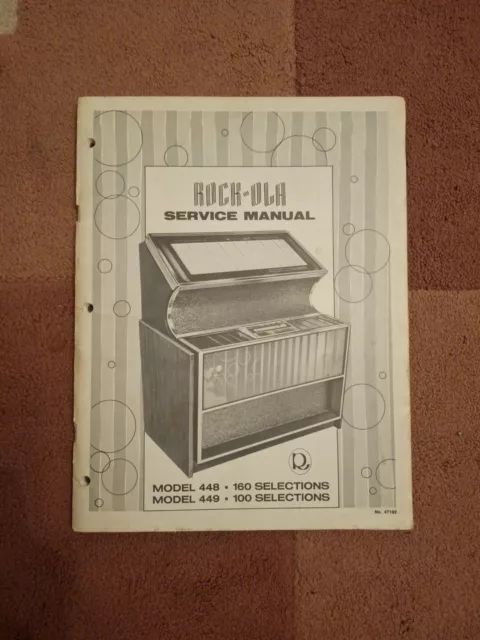 ROCK-OLA
SERVICE MANUAL
MODEL 448 • 160 SELECTIONS
MODEL 449 • 100 SELECTIONS